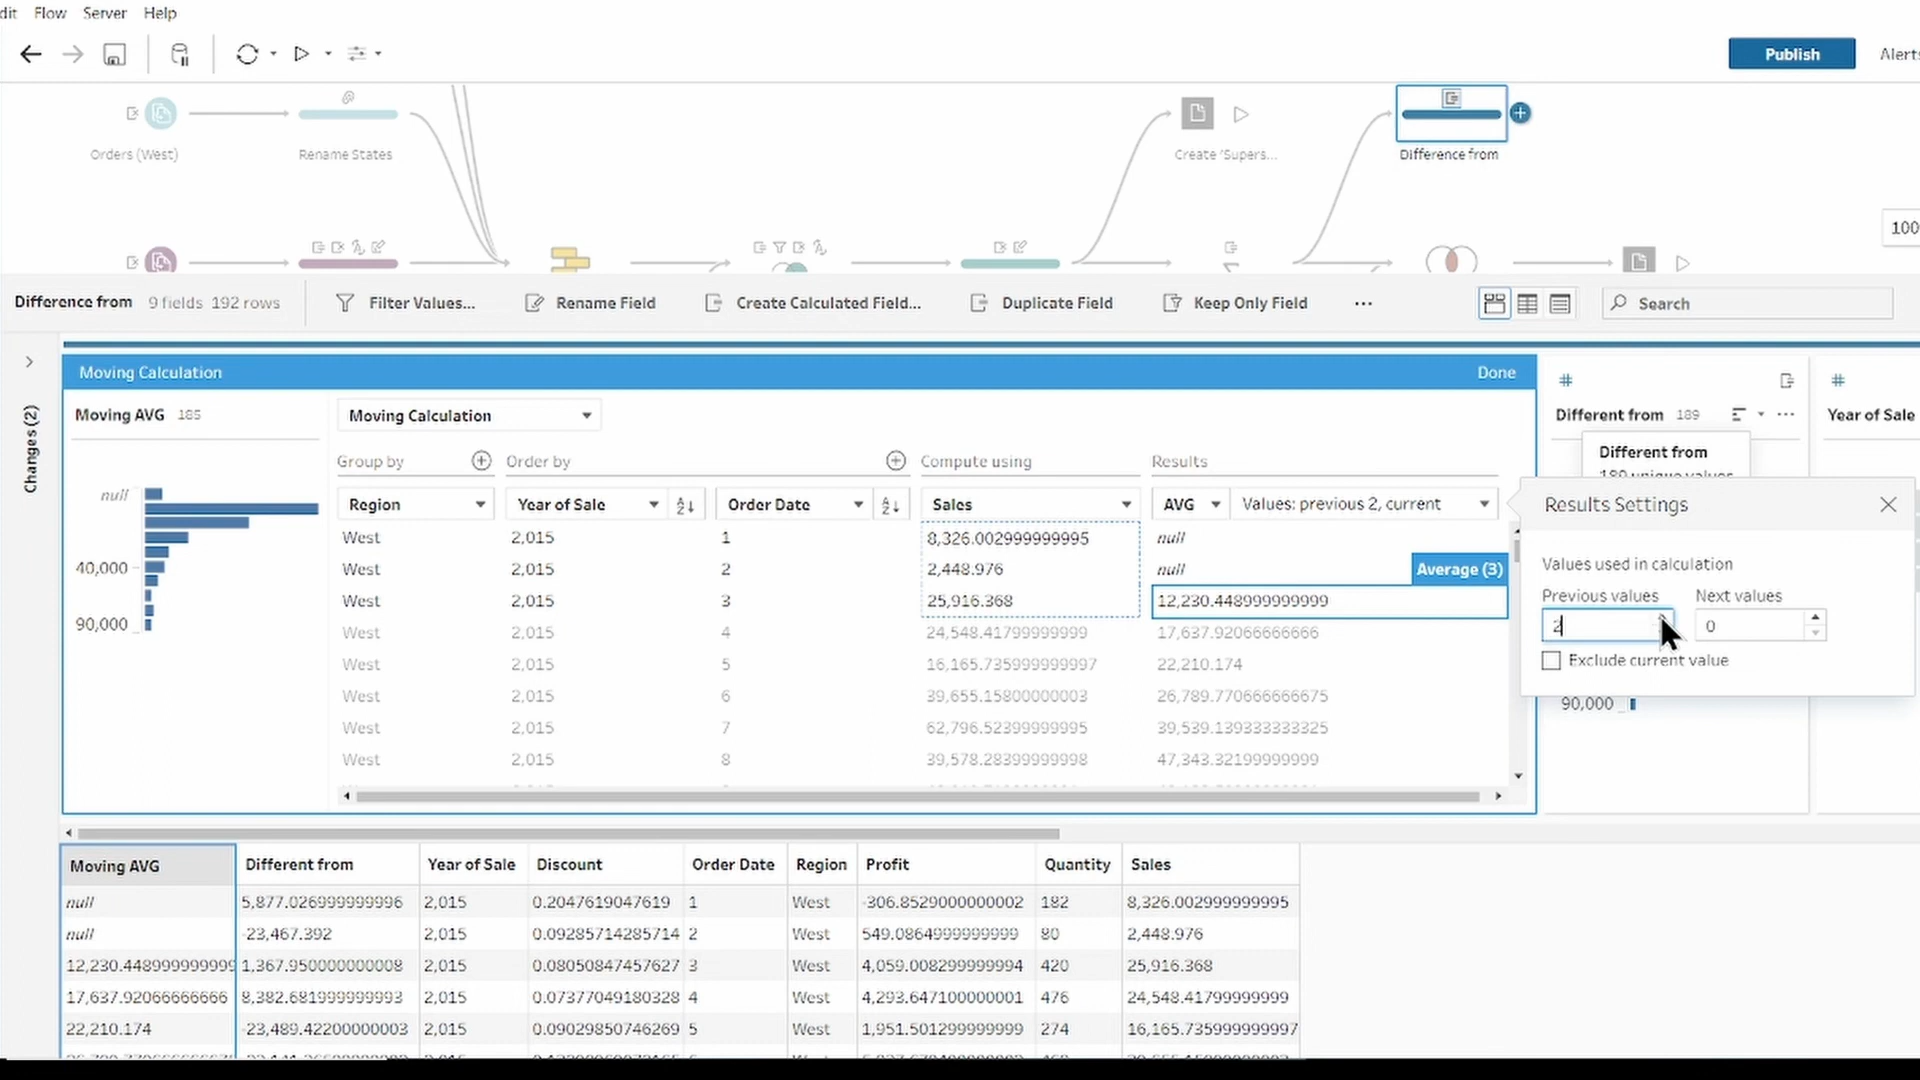 dit Flow Server Help
Publish
Alerts
Orders (West)
Rename States
Create 'Supers...
Difference from
100
Difference from 9 fields 192 rows
Filter Values...
Rename Field
Create Calculated Field...
Duplicate Field
Keep Only Field
...
Search
Changes (2)
Moving Calculation Done
Moving AVG 185
null
40,000
90,000
Moving Calculation
Group by Order by Compute using Results
Region Year of Sale Order Date Sales AVG Values: previous 2, current
West 2,015 1 8,326.002999999995 null
West 2,015 2 2,448.976 null
Average (3)
West 2,015 3 25,916.368 12,230.448999999999
West 2,015 4 24,548.41799999999 17,637.92066666666
West 2,015 5 16,165.735999999997 22,210.174
West 2,015 6 39,655.15800000003 26,789.770666666675
West 2,015 7 62,796.52399999995 39,539.139333333325
West 2,015 8 39,578.28399999998 47,343.32199999999
Different from 189
Year of Sale
Different from
Results Settings
Values used in calculation
Previous values Next values
2 0
Exclude current value
90,000
Moving AVG Different from Year of Sale Discount Order Date Region Profit Quantity Sales
null 5,877.026999999996 2,015 0.2047619047619 1 West -306.8529000000002 182 8,326.002999999995
null -23,467.392 2,015 0.09285714285714 2 West 549.0864999999999 80 2,448.976
12,230.448999999999 1,367.950000000008 2,015 0.08050847457627 3 West 4,059.008299999994 420 25,916.368
17,637.92066666666 8,382.681999999993 2,015 0.07377049180328 4 West 4,293.647100000001 476 24,548.41799999999
22,210.174 -23,489.42200000003 2,015 0.09029850746269 5 West 1,951.501299999999 274 16,165.735999999997